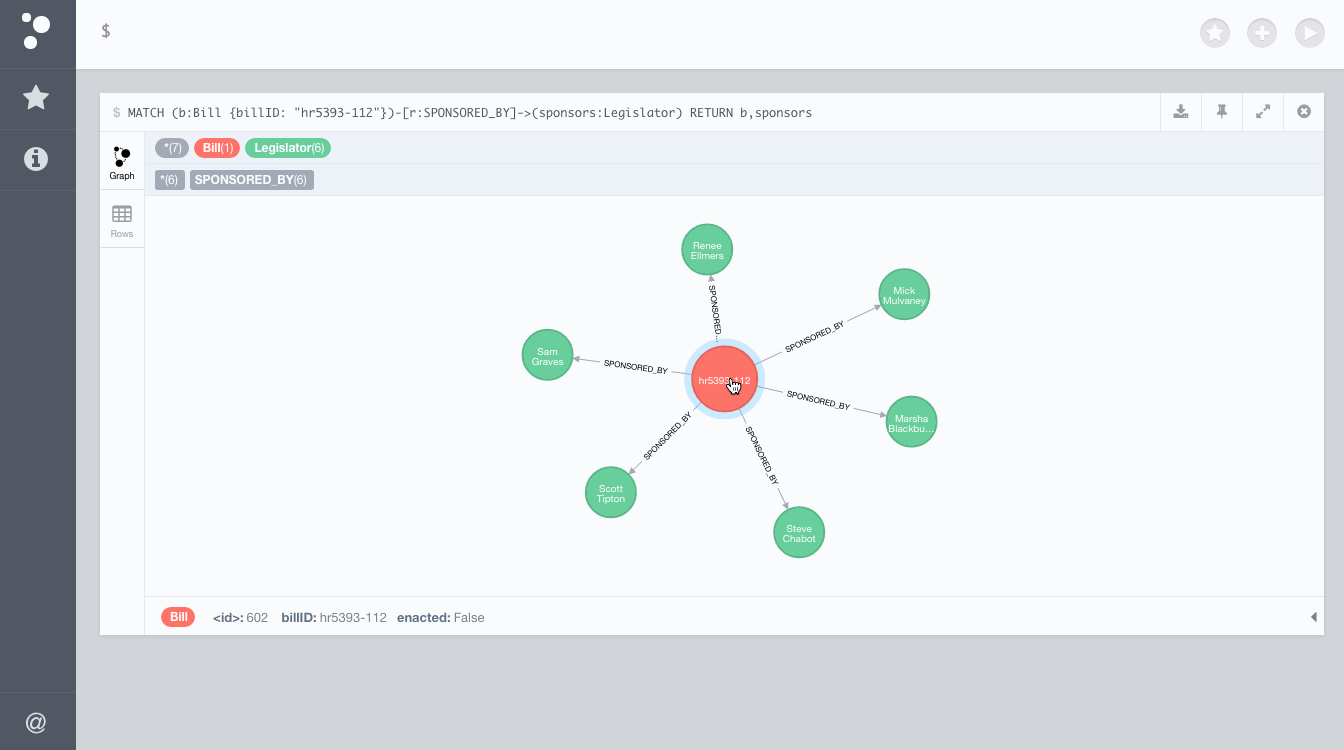 $
$ MATCH (b:Bill {billID: "hr5393-112"})-[r:SPONSORED_BY]->(sponsors:Legislator) RETURN b,sponsors
Graph
Rows
*(7) Bill(1) Legislator(6)
*(6) SPONSORED_BY(6)
Renee
Ellmers
Mick
Mulvaney
SPONSORED...
SPONSORED_BY
Sam
Graves
SPONSORED_BY
hr5393-112
SPONSORED_BY
Marsha
Blackbu...
SPONSORED_BY
SPONSORED_BY
Scott
Tipton
Steve
Chabot
Bill <id>: 602 billID: hr5393-112 enacted: False
@